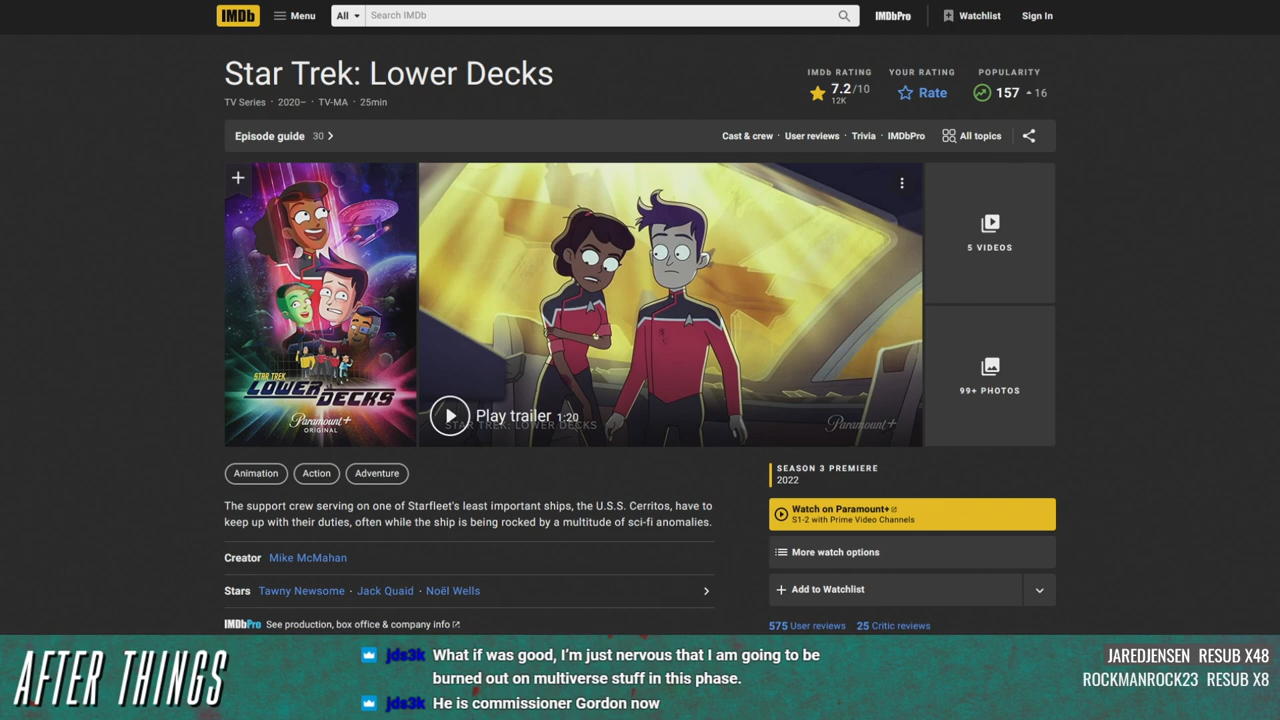 IMDb
Menu
All
Search IMDb
IMDbPro
Watchlist
Sign In
Star Trek: Lower Decks
TV Series · 2020– · TV-MA · 25min
IMDb RATING
7.2/10
12K
YOUR RATING
Rate
POPULARITY
157
16
Episode guide 30
Cast & crew · User reviews · Trivia · IMDbPro
All topics
STAR TREK
LOWER DECKS
Paramount+
ORIGINAL
Play trailer 1:20
STAR TREK: LOWER DECKS
Paramount+
5 VIDEOS
99+ PHOTOS
Animation
Action
Adventure
The support crew serving on one of Starfleet's least important ships, the U.S.S. Cerritos, have to
keep up with their duties, often while the ship is being rocked by a multitude of sci-fi anomalies.
Creator Mike McMahan
Stars Tawny Newsome · Jack Quaid · Noël Wells
IMDbPro See production, box office & company info
SEASON 3 PREMIERE
2022
Watch on Paramount+
S1-2 with Prime Video Channels
More watch options
Add to Watchlist
575 User reviews 25 Critic reviews
AFTER THINGS
jds3k What if was good, I'm just nervous that I am going to be
burned out on multiverse stuff in this phase.
jds3k He is commissioner Gordon now
JAREDJENSEN RESUB X48
ROCKMANROCK23 RESUB X8